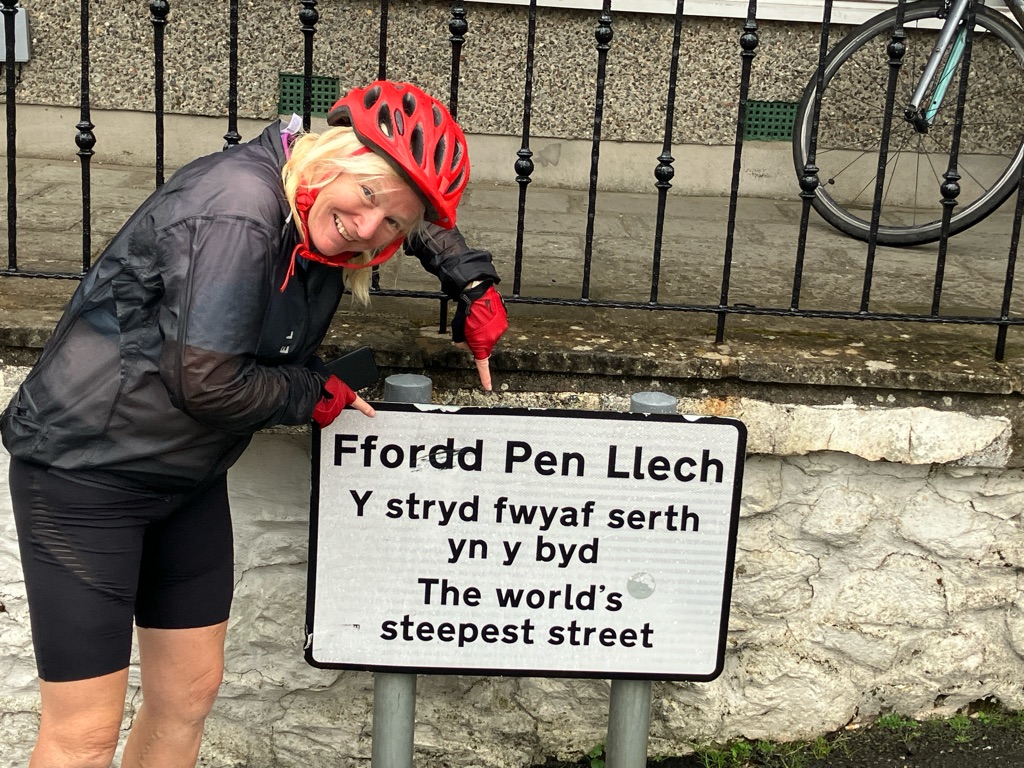 Ffordd Pen Llech
Y stryd fwyaf serth
yn y byd
The world's
steepest street